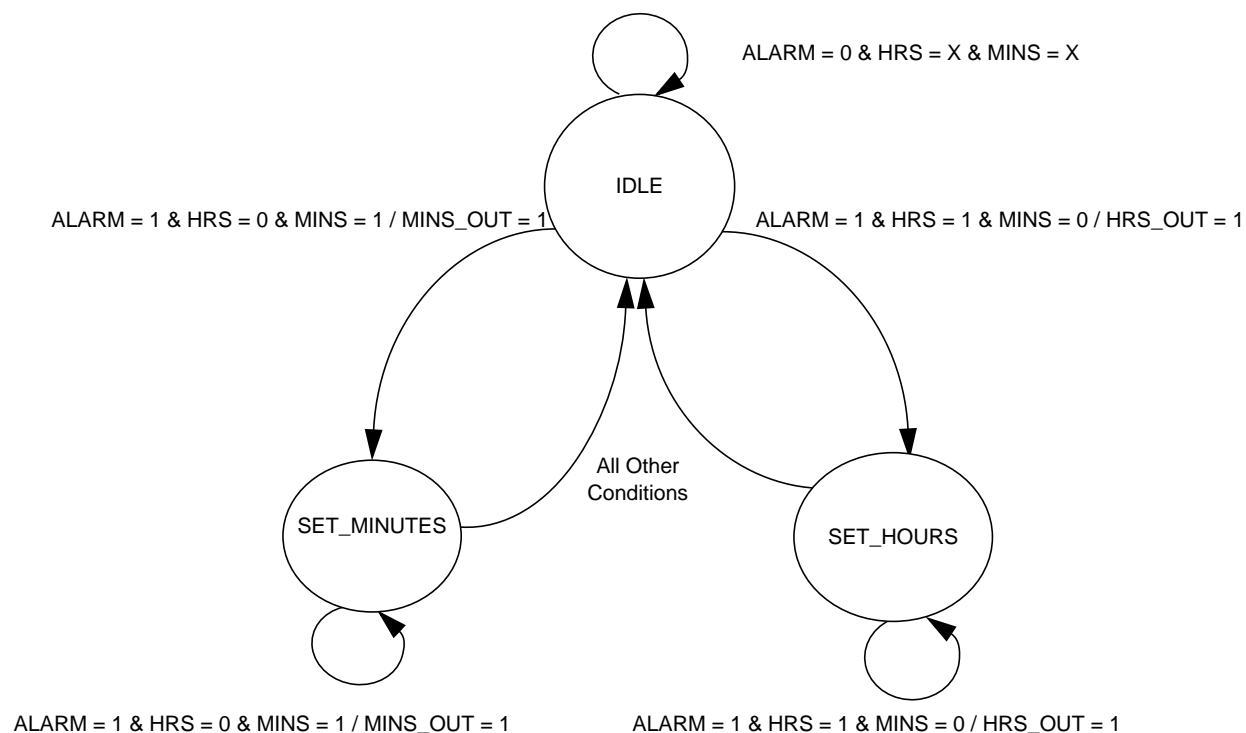 ALARM = 0 & HRS = X & MINS = X
IDLE
ALARM = 1 & HRS = 0 & MINS = 1 / MINS_OUT = 1
ALARM = 1 & HRS = 1 & MINS = 0 / HRS_OUT = 1
All Other
Conditions
SET_MINUTES
SET_HOURS
ALARM = 1 & HRS = 0 & MINS = 1 / MINS_OUT = 1
ALARM = 1 & HRS = 1 & MINS = 0 / HRS_OUT = 1